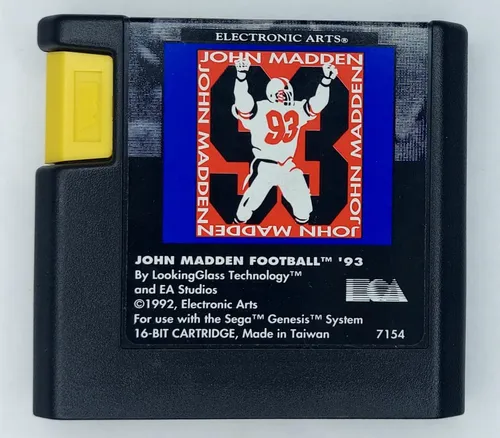 ELECTRONIC ARTS®
JOHN MADDEN
JOHN MADDEN
JOHN MADDEN
93
93
JOHN MADDEN
JOHN MADDEN FOOTBALL™ '93
By LookingGlass Technology™
and EA Studios
EA
©1992, Electronic Arts
For use with the Sega™ Genesis™ System
16-BIT CARTRIDGE, Made in Taiwan
7154